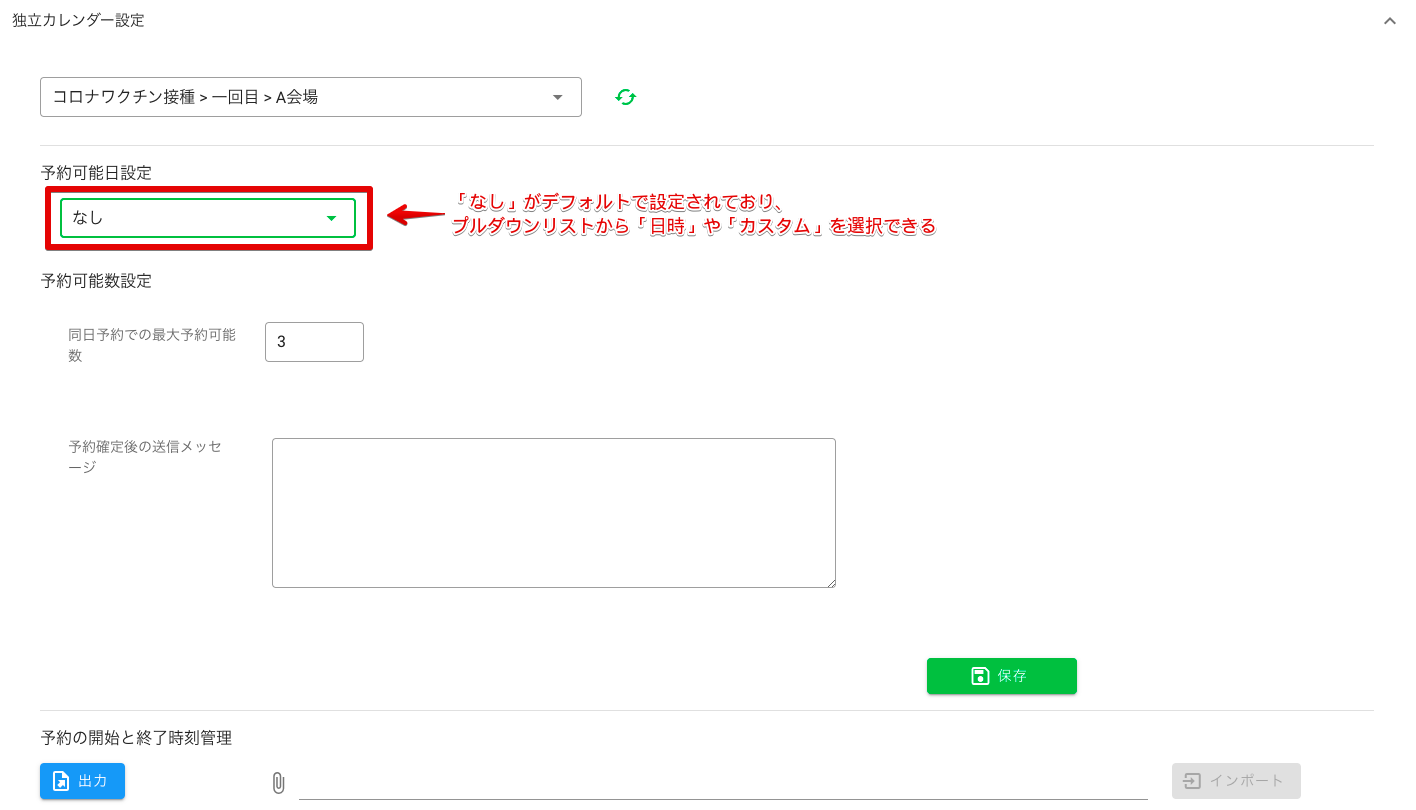 独立カレンダー設定
コロナワクチン接種 > 一回目 > A会場
予約可能日設定
なし
「なし」がデフォルトで設定されており、
プルダウンリストから「日時」や「カスタム」を選択できる
予約可能数設定
同日予約での最大予約可能
数
3
予約確定後の送信メッセ
ージ
保存
予約の開始と終了時刻管理
出力
インポート